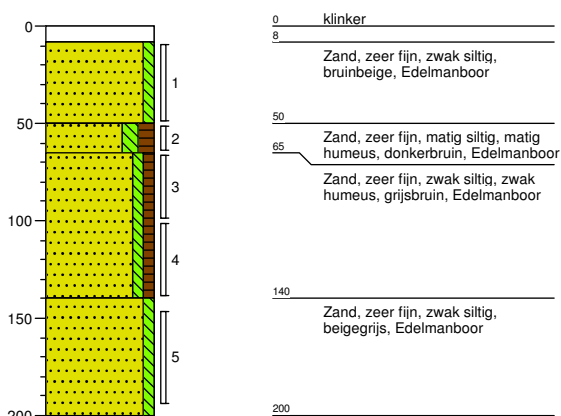 0
50
100
150
200
1
2
3
4
5
0 klinker
8
Zand, zeer fijn, zwak siltig,
bruinbeige, Edelmanboor
50
Zand, zeer fijn, matig siltig, matig
humeus, donkerbruin, Edelmanboor
65
Zand, zeer fijn, zwak siltig, zwak
humeus, grijsbruin, Edelmanboor
140
Zand, zeer fijn, zwak siltig,
beigegrijs, Edelmanboor
200